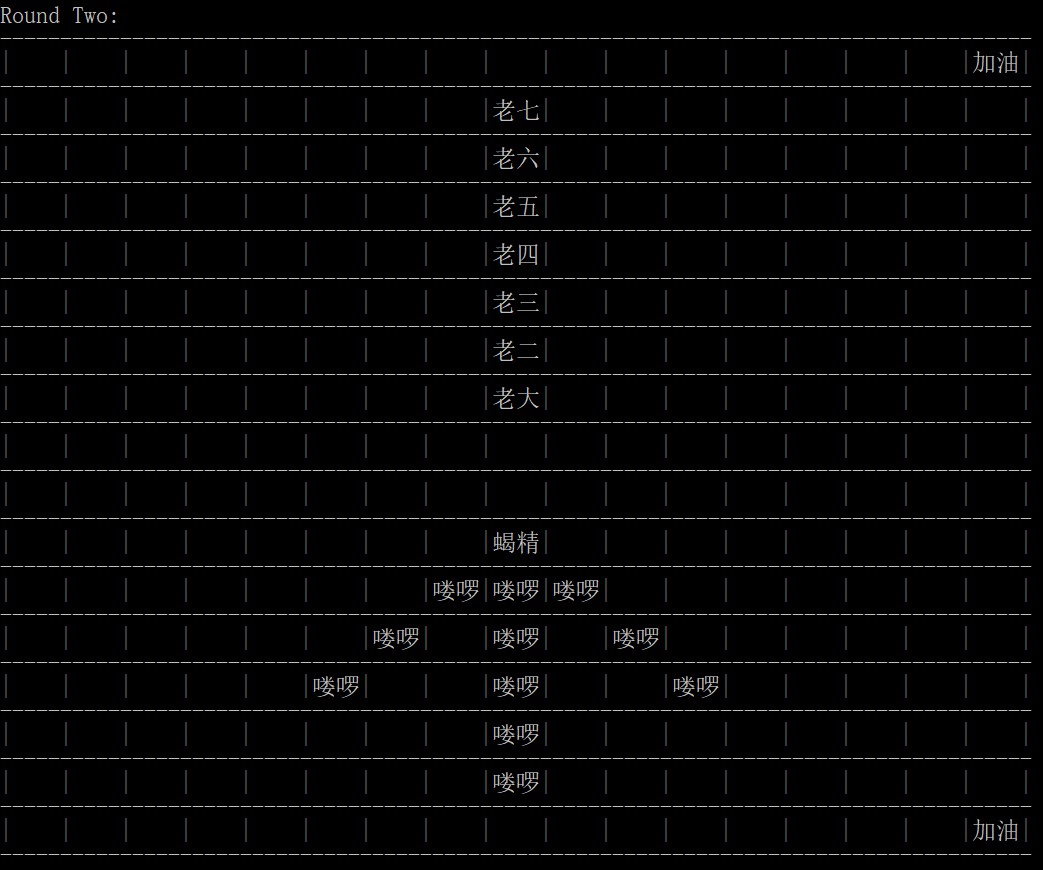 Round Two:
加油
老七
老六
老五
老四
老三
老二
老大
蝎精
喽啰 喽啰 喽啰
喽啰 喽啰 喽啰
喽啰 喽啰 喽啰
喽啰
喽啰
加油